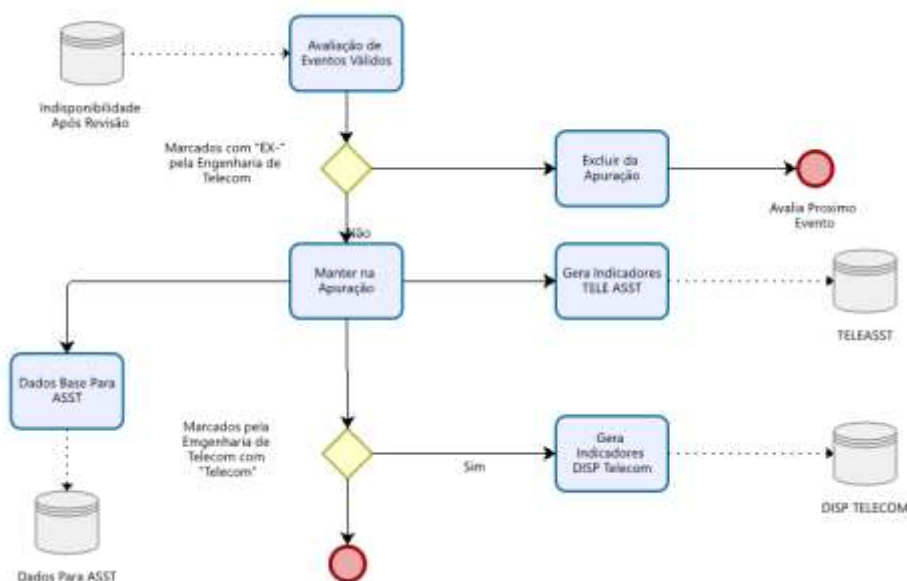 Avaliação de
Eventos Válidos
Indisponibilidade
Após Revisão
Marcados com "EX-"
pela Engenharia de
Telecom
Excluir da
Apuração
Avalia Proximo
Evento
Não
Manter na
Apuração
Gera Indicadores
TELE ASST
TELEASST
Dados Base Para
ASST
Marcados pela
Emgenharia de
Telecom com
"Telecom"
Sim
Gera
Indicadores
DISP Telecom
DISP TELECOM
Dados Para ASST